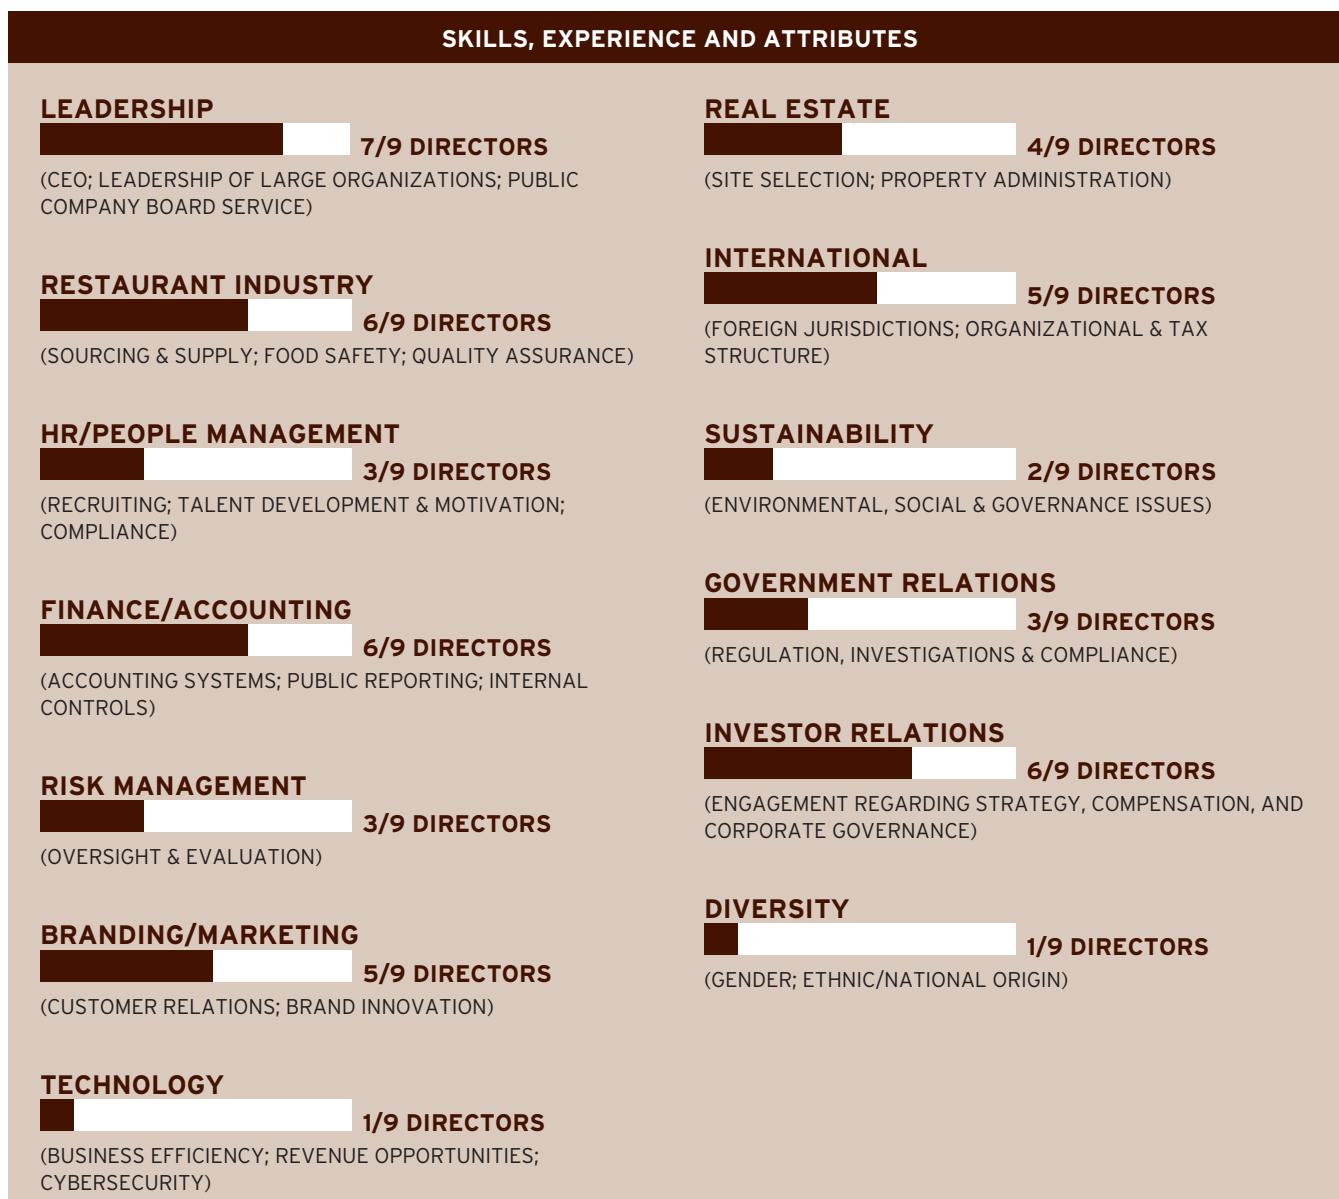 SKILLS, EXPERIENCE AND ATTRIBUTES
LEADERSHIP
7/9 DIRECTORS
(CEO; LEADERSHIP OF LARGE ORGANIZATIONS; PUBLIC
COMPANY BOARD SERVICE)
RESTAURANT INDUSTRY
6/9 DIRECTORS
(SOURCING & SUPPLY; FOOD SAFETY; QUALITY ASSURANCE)
HR/PEOPLE MANAGEMENT
3/9 DIRECTORS
(RECRUITING; TALENT DEVELOPMENT & MOTIVATION;
COMPLIANCE)
FINANCE/ACCOUNTING
6/9 DIRECTORS
(ACCOUNTING SYSTEMS; PUBLIC REPORTING; INTERNAL
CONTROLS)
RISK MANAGEMENT
3/9 DIRECTORS
(OVERSIGHT & EVALUATION)
BRANDING/MARKETING
5/9 DIRECTORS
(CUSTOMER RELATIONS; BRAND INNOVATION)
TECHNOLOGY
1/9 DIRECTORS
(BUSINESS EFFICIENCY; REVENUE OPPORTUNITIES;
CYBERSECURITY)
REAL ESTATE
4/9 DIRECTORS
(SITE SELECTION; PROPERTY ADMINISTRATION)
INTERNATIONAL
5/9 DIRECTORS
(FOREIGN JURISDICTIONS; ORGANIZATIONAL & TAX
STRUCTURE)
SUSTAINABILITY
2/9 DIRECTORS
(ENVIRONMENTAL, SOCIAL & GOVERNANCE ISSUES)
GOVERNMENT RELATIONS
3/9 DIRECTORS
(REGULATION, INVESTIGATIONS & COMPLIANCE)
INVESTOR RELATIONS
6/9 DIRECTORS
(ENGAGEMENT REGARDING STRATEGY, COMPENSATION, AND
CORPORATE GOVERNANCE)
DIVERSITY
1/9 DIRECTORS
(GENDER; ETHNIC/NATIONAL ORIGIN)